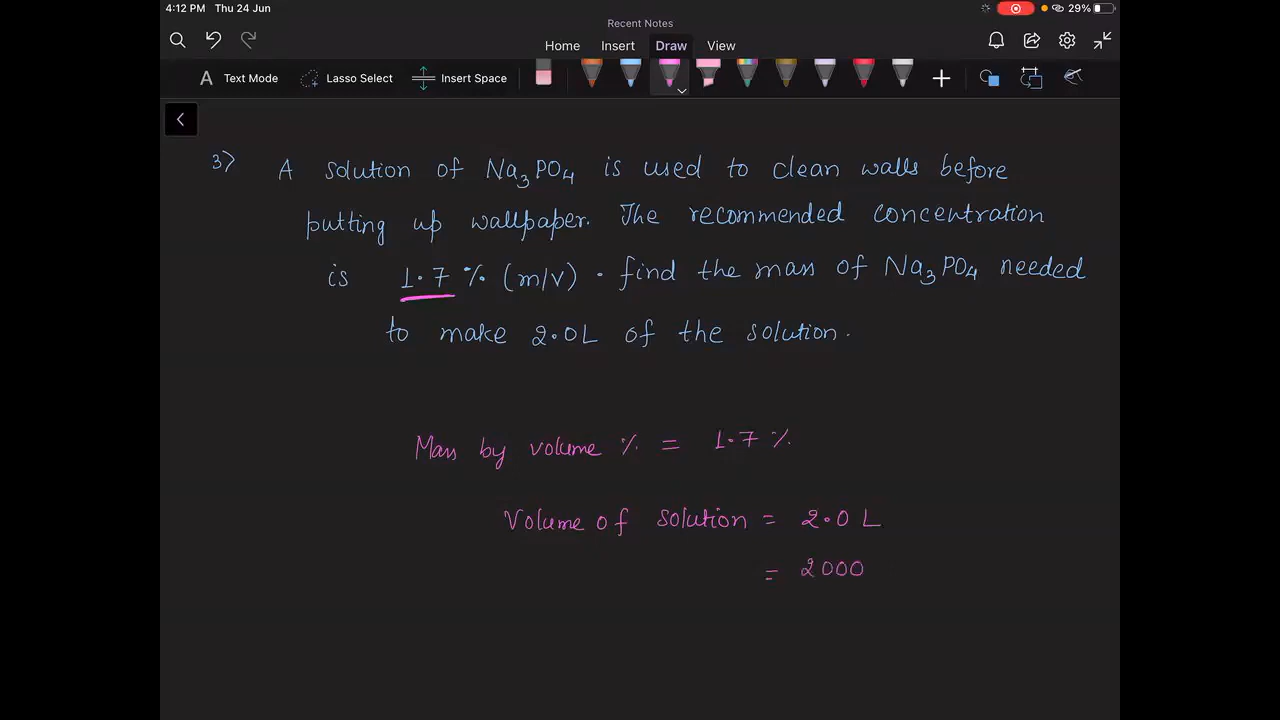 4:12 PM Thu 24 Jun
29%
Recent Notes
Home Insert Draw View
A Text Mode Lasso Select Insert Space
3) A solution of Na₃PO₄ is used to clean walls before
putting up wallpaper. The recommended concentration
is 1.7 % (m/v). find the mass of Na₃PO₄ needed
to make 2.0L of the solution.
Mass by volume % = 1.7 %
Volume of solution = 2.0 L
= 2000